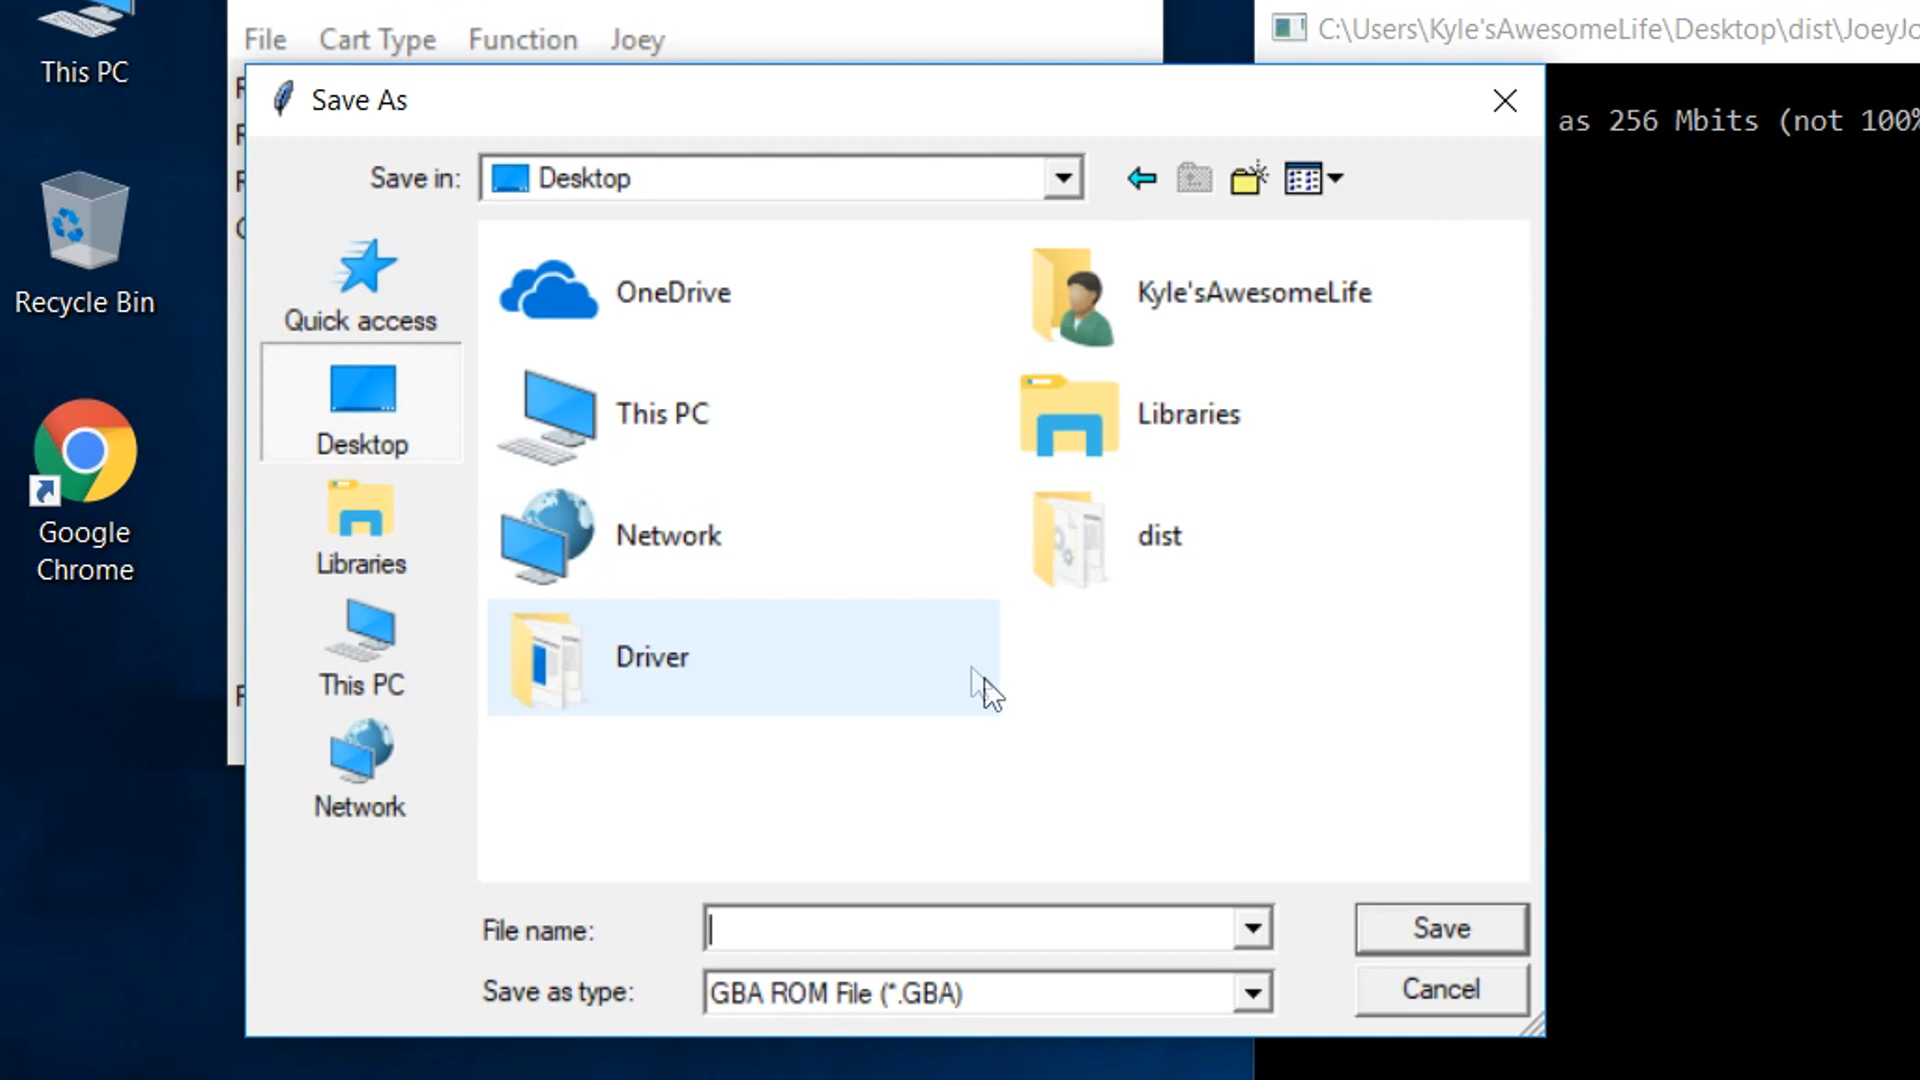 This PC
Recycle Bin
Google
Chrome
File Cart Type Function Joey
C:\Users\Kyle'sAwesomeLife\Desktop\dist\JoeyJo
as 256 Mbits (not 100%
Save As
Save in: Desktop
Quick access
Desktop
Libraries
This PC
Network
OneDrive
Kyle'sAwesomeLife
This PC
Libraries
Network
dist
Driver
File name:
Save
Save as type: GBA ROM File (*.GBA)
Cancel